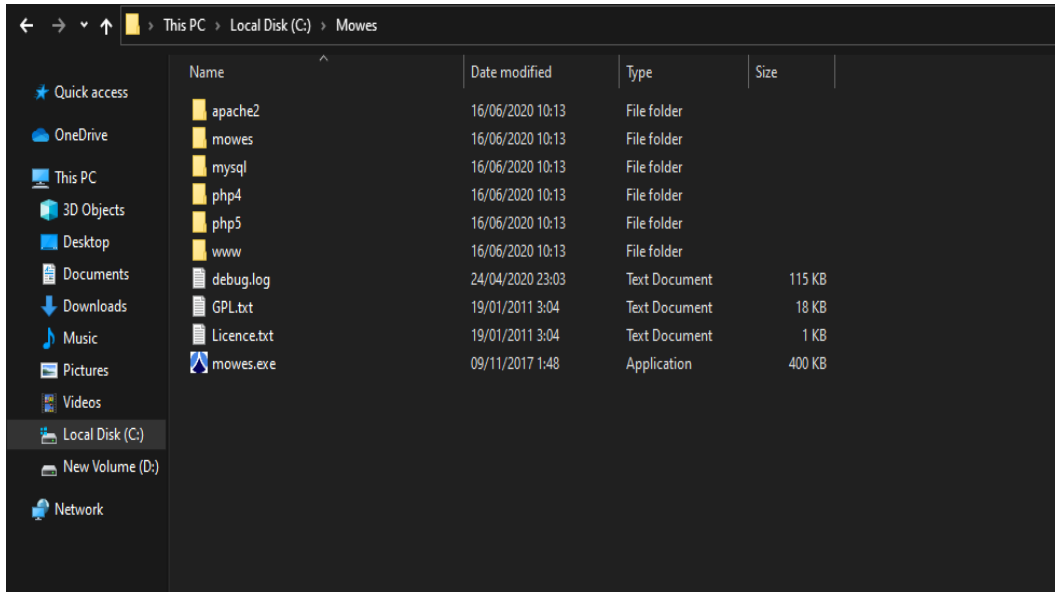 This PC > Local Disk (C:) > Mowes
Quick access
OneDrive
This PC
3D Objects
Desktop
Documents
Downloads
Music
Pictures
Videos
Local Disk (C:)
New Volume (D:)
Network
Name Date modified Type Size
apache2 16/06/2020 10:13 File folder
mowes 16/06/2020 10:13 File folder
mysql 16/06/2020 10:13 File folder
php4 16/06/2020 10:13 File folder
php5 16/06/2020 10:13 File folder
www 16/06/2020 10:13 File folder
debug.log 24/04/2020 23:03 Text Document 115 KB
GPL.txt 19/01/2011 3:04 Text Document 18 KB
Licence.txt 19/01/2011 3:04 Text Document 1 KB
mowes.exe 09/11/2017 1:48 Application 400 KB